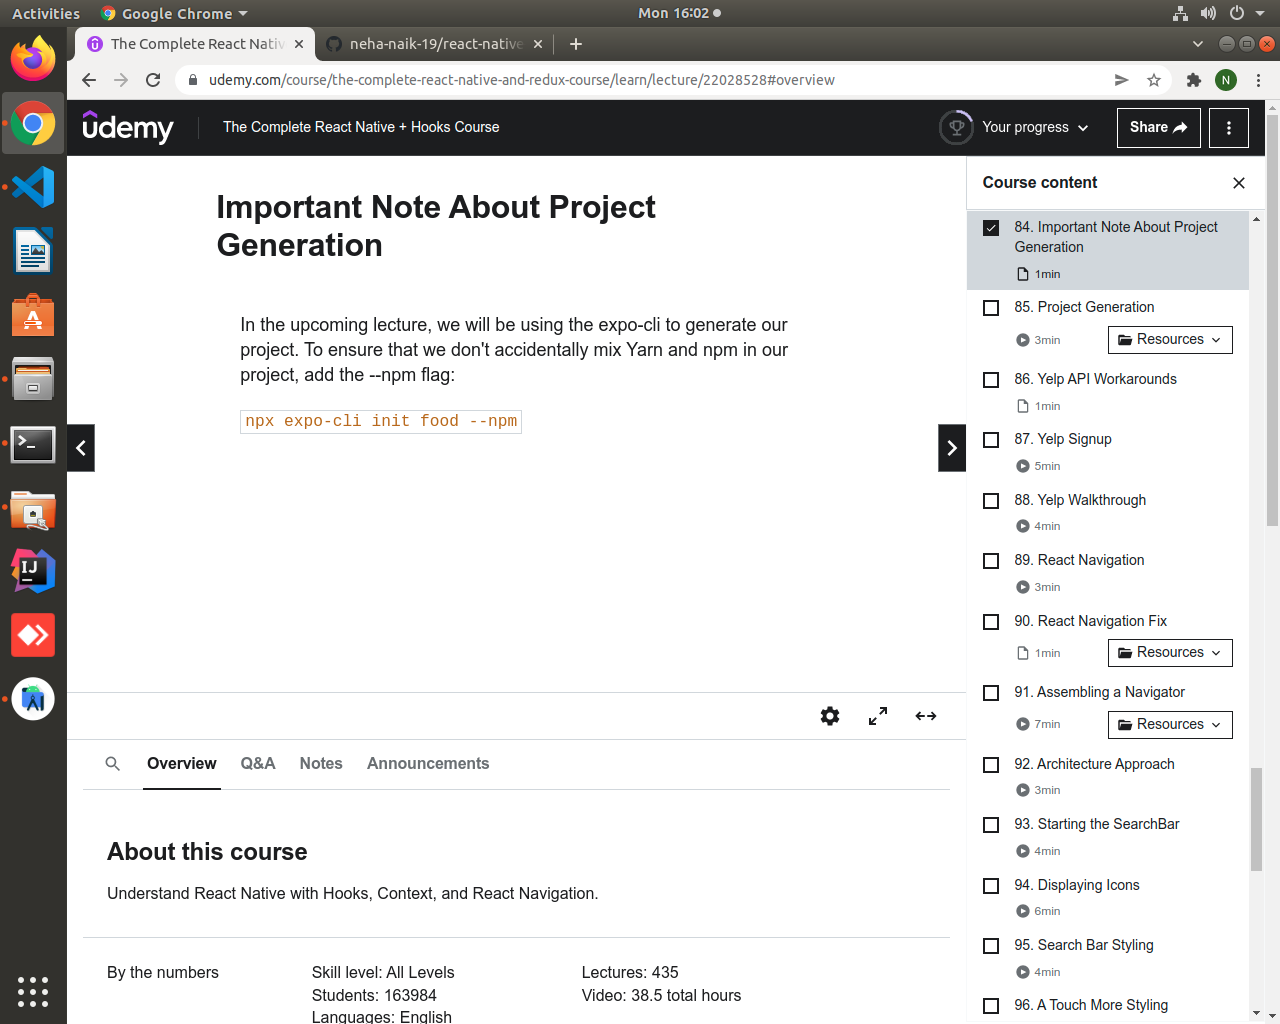 Activities
Google Chrome
Mon 16:02
The Complete React Nativ
neha-naik-19/react-native
udemy.com/course/the-complete-react-native-and-redux-course/learn/lecture/22028528#overview
N
udemy
The Complete React Native + Hooks Course
Your progress
Share
Important Note About Project
Generation
In the upcoming lecture, we will be using the expo-cli to generate our
project. To ensure that we don't accidentally mix Yarn and npm in our
project, add the --npm flag:
npx expo-cli init food --npm
Course content
84. Important Note About Project
Generation
1min
85. Project Generation
3min
Resources
86. Yelp API Workarounds
1min
87. Yelp Signup
5min
88. Yelp Walkthrough
4min
89. React Navigation
3min
90. React Navigation Fix
1min
Resources
91. Assembling a Navigator
7min
Resources
92. Architecture Approach
3min
93. Starting the SearchBar
4min
94. Displaying Icons
6min
95. Search Bar Styling
4min
96. A Touch More Styling
Overview
Q&A
Notes
Announcements
About this course
Understand React Native with Hooks, Context, and React Navigation.
By the numbers
Skill level: All Levels
Students: 163984
Languages: English
Lectures: 435
Video: 38.5 total hours
IJ